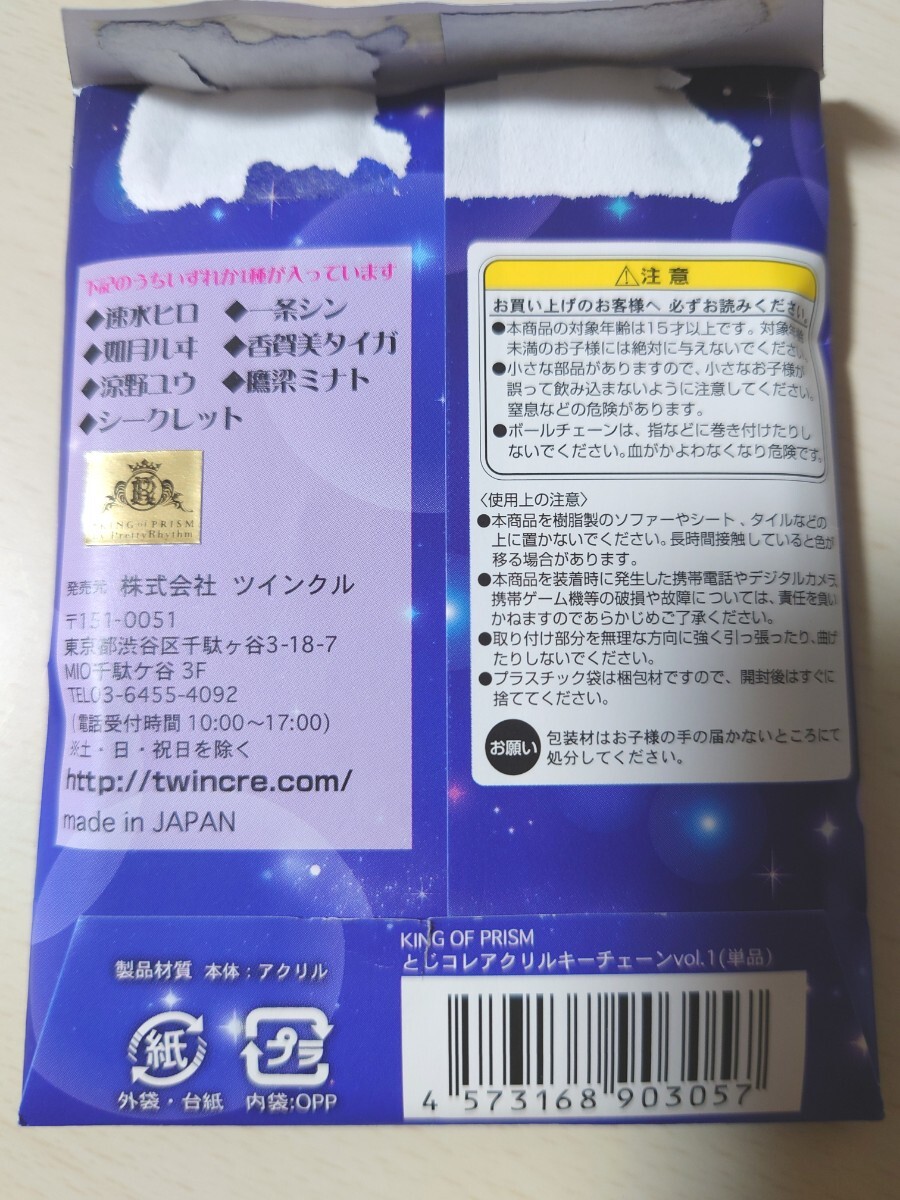 下記のうちいずれか1種が入っています
◆速水ヒロ ◆一条シン
◆如月ルヰ ◆香賀美タイガ
◆涼野ユウ ◆鷹梁ミナト
◆シークレット
KING OF PRISM
by PrettyRhythm
発売元 株式会社 ツインクル
〒151-0051
東京都渋谷区千駄ヶ谷3-18-7
MIO千駄ケ谷 3F
TEL03-6455-4092
(電話受付時間 10:00〜17:00)
※土・日・祝日を除く
http://twincre.com/
made in JAPAN
⚠注意
お買い上げのお客様へ 必ずお読みください。
●本商品の対象年齢は15才以上です。対象年齢
未満のお子様には絶対に与えないでください。
●小さな部品がありますので、小さなお子様が
誤って飲み込まないように注意してください。
窒息などの危険があります。
●ボールチェーンは、指などに巻き付けたりし
ないでください。血がかよわなくなり危険です。
〈使用上の注意〉
●本商品を樹脂製のソファーやシート、タイルなどの
上に置かないでください。長時間接触していると色が
移る場合があります。
●本商品を装着時に発生した携帯電話やデジタルカメラ、
携帯ゲーム機等の破損や故障については、責任を負い
かねますのであらかじめご了承ください。
●取り付け部分を無理な方向に強く引っ張ったり、曲げ
たりしないでください。
●プラスチック袋は梱包材ですので、開封後はすぐに
捨ててください。
お願い 包装材はお子様の手の届かないところにて
処分してください。
製品材質 本体：アクリル
紙 プラ
外袋・台紙 内袋:OPP
KING OF PRISM
とじコレアクリルキーチェーンvol.1(単品)
4 573168 903057